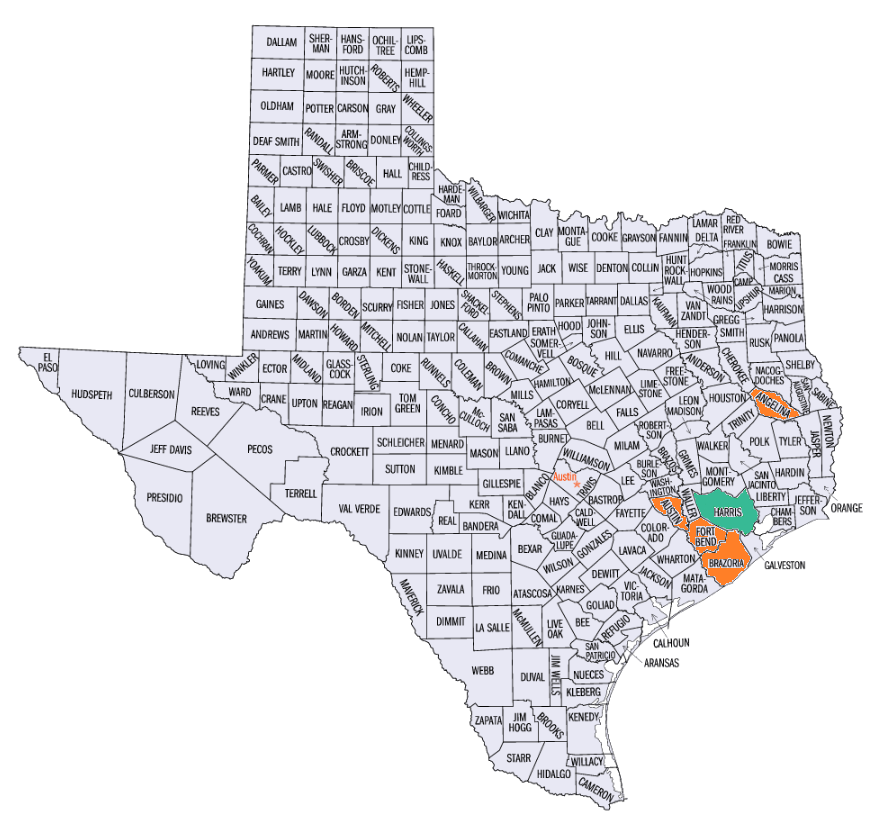 DALLAM
SHER-
MAN
HANS-
FORD
OCHIL-
TREE
LIPS-
COMB
HARTLEY
MOORE
HUTCH-
INSON
ROBERTS
HEMP-
HILL
OLDHAM
POTTER
CARSON
GRAY
WHEELER
DEAF SMITH
RANDALL
ARM-
STRONG
DONLEY
COLLINGS-
WORTH
PARMER
CASTRO
SWISHER
BRISCOE
HALL
CHILD-
RESS
BAILEY
LAMB
HALE
FLOYD
MOTLEY
COTTLE
HARDE-
MAN
FOARD
WILBARGER
WICHITA
COCHRAN
HOCKLEY
LUBBOCK
CROSBY
DICKENS
KING
KNOX
BAYLOR
ARCHER
CLAY
MONTA-
GUE
COOKE
GRAYSON
FANNIN
LAMAR
DELTA
RED
RIVER
FRANKLIN
TITUS
BOWIE
MORRIS
CASS
YOAKUM
TERRY
LYNN
GARZA
KENT
STONE-
WALL
HASKELL
THROCK-
MORTON
YOUNG
JACK
WISE
DENTON
COLLIN
HUNT
ROCK-
WALL
HOPKINS
CAMP
MARION
GAINES
DAWSON
BORDEN
SCURRY
FISHER
JONES
SHACKEL-
FORD
STEPHENS
PALO
PINTO
PARKER
TARRANT
DALLAS
KAUFMAN
VAN
ZANDT
WOOD
RAINS
UPSHUR
GREGG
HARRISON
ANDREWS
MARTIN
HOWARD
MITCHELL
NOLAN
TAYLOR
CALLAHAN
EASTLAND
ERATH
SOMER-
VELL
HOOD
JOHN-
SON
ELLIS
HENDER-
SON
SMITH
RUSK
PANOLA
EL
PASO
HUDSPETH
CULBERSON
REEVES
LOVING
WINKLER
ECTOR
MIDLAND
GLASS-
COCK
STERLING
COKE
RUNNELS
COLEMAN
BROWN
COMANCHE
BOSQUE
HILL
NAVARRO
ANDERSON
CHEROKEE
NACOG-
DOCHES
SHELBY
SAN
AUGUSTINE
SABINE
WARD
CRANE
UPTON
REAGAN
IRION
TOM
GREEN
CONCHO
MC-
CULLOCH
SAN
SABA
MILLS
HAMILTON
CORYELL
McLENNAN
LIME
STONE
FREE-
STONE
LEON
MADISON
HOUSTON
ANGELINA
TRINITY
JEFF DAVIS
PECOS
CROCKETT
SCHLEICHER
MENARD
MASON
LLANO
LAM-
PASAS
BURNET
BELL
FALLS
MILAM
ROBERT-
SON
BRAZOS
GRIMES
WALKER
POLK
TYLER
JASPER
NEWTON
PRESIDIO
BREWSTER
TERRELL
VAL VERDE
SUTTON
KIMBLE
GILLESPIE
BLANCO
WILLIAMSON
Austin
TRAVIS
LEE
BURLE-
SON
WASH-
INGTON
WALLER
MONT-
GOMERY
SAN
JACINTO
HARDIN
LIBERTY
JEFFER-
SON
ORANGE
EDWARDS
REAL
KERR
BANDERA
KEN-
DALL
HAYS
COMAL
CALD-
WELL
BASTROP
FAYETTE
AUSTIN
COLOR-
ADO
HARRIS
CHAM-
BERS
FORT
BEND
GALVESTON
KINNEY
UVALDE
MEDINA
BEXAR
GUADA-
LUPE
WILSON
GONZALES
LAVACA
WHARTON
BRAZORIA
MAVERICK
ZAVALA
FRIO
ATASCOSA
KARNES
DEWITT
JACKSON
MATA-
GORDA
DIMMIT
LA SALLE
McMULLEN
LIVE
OAK
BEE
GOLIAD
VIC-
TORIA
REFUGIO
CALHOUN
SAN
PATRICIO
ARANSAS
WEBB
DUVAL
JIM WELLS
NUECES
KLEBERG
ZAPATA
JIM
HOGG
BROOKS
KENEDY
STARR
HIDALGO
WILLACY
CAMERON